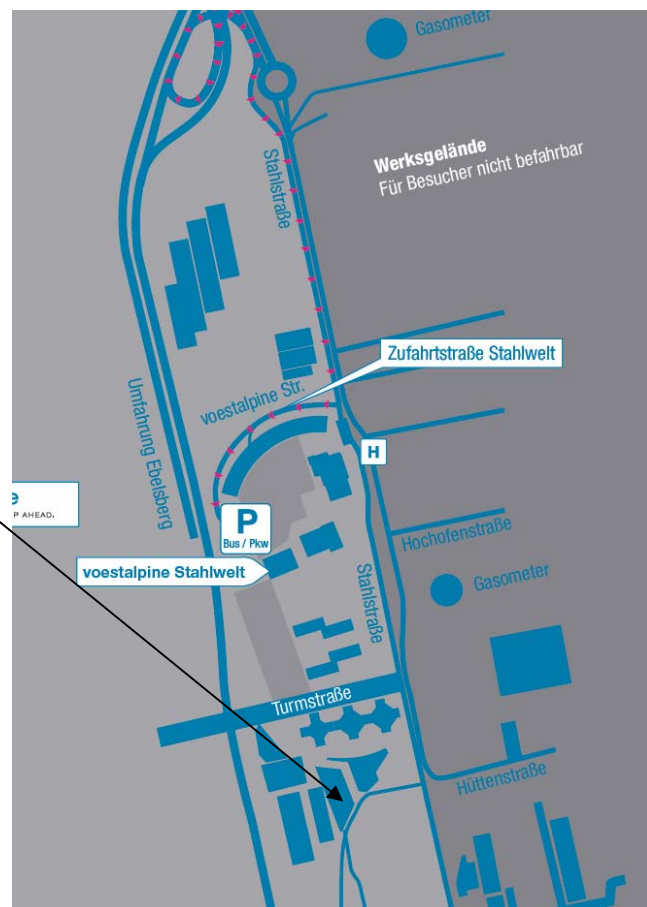 Gasometer
Werksgelände
Für Besucher nicht befahrbar
Stahlstraße
Zufahrtstraße Stahlwelt
voestalpine Str.
Umfahrung Ebelsberg
H
e
P AHEAD.
P
Bus / Pkw
Hochofenstraße
voestalpine Stahlwelt
Gasometer
Stahlstraße
Turmstraße
Hüttenstraße